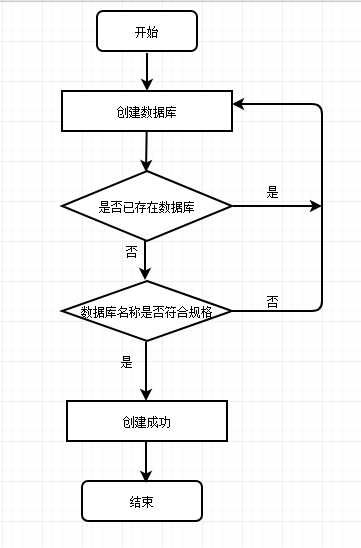 开始
创建数据库
是否已存在数据库
是
否
数据库名称是否符合规格
否
是
创建成功
结束